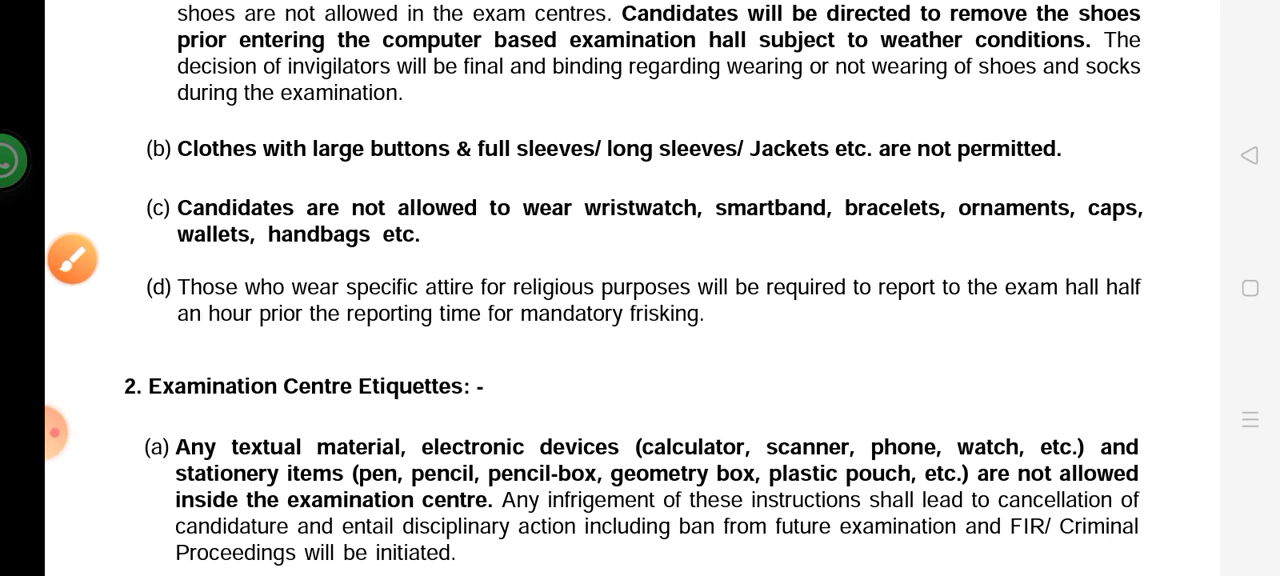 shoes are not allowed in the exam centres. Candidates will be directed to remove the shoes
prior entering the computer based examination hall subject to weather conditions. The
decision of invigilators will be final and binding regarding wearing or not wearing of shoes and socks
during the examination.
(b) Clothes with large buttons & full sleeves/ long sleeves/ Jackets etc. are not permitted.
(c) Candidates are not allowed to wear wristwatch, smartband, bracelets, ornaments, caps,
wallets, handbags etc.
(d) Those who wear specific attire for religious purposes will be required to report to the exam hall half
an hour prior the reporting time for mandatory frisking.
2. Examination Centre Etiquettes: -
(a) Any textual material, electronic devices (calculator, scanner, phone, watch, etc.) and
stationery items (pen, pencil, pencil-box, geometry box, plastic pouch, etc.) are not allowed
inside the examination centre. Any infrigement of these instructions shall lead to cancellation of
candidature and entail disciplinary action including ban from future examination and FIR/ Criminal
Proceedings will be initiated.